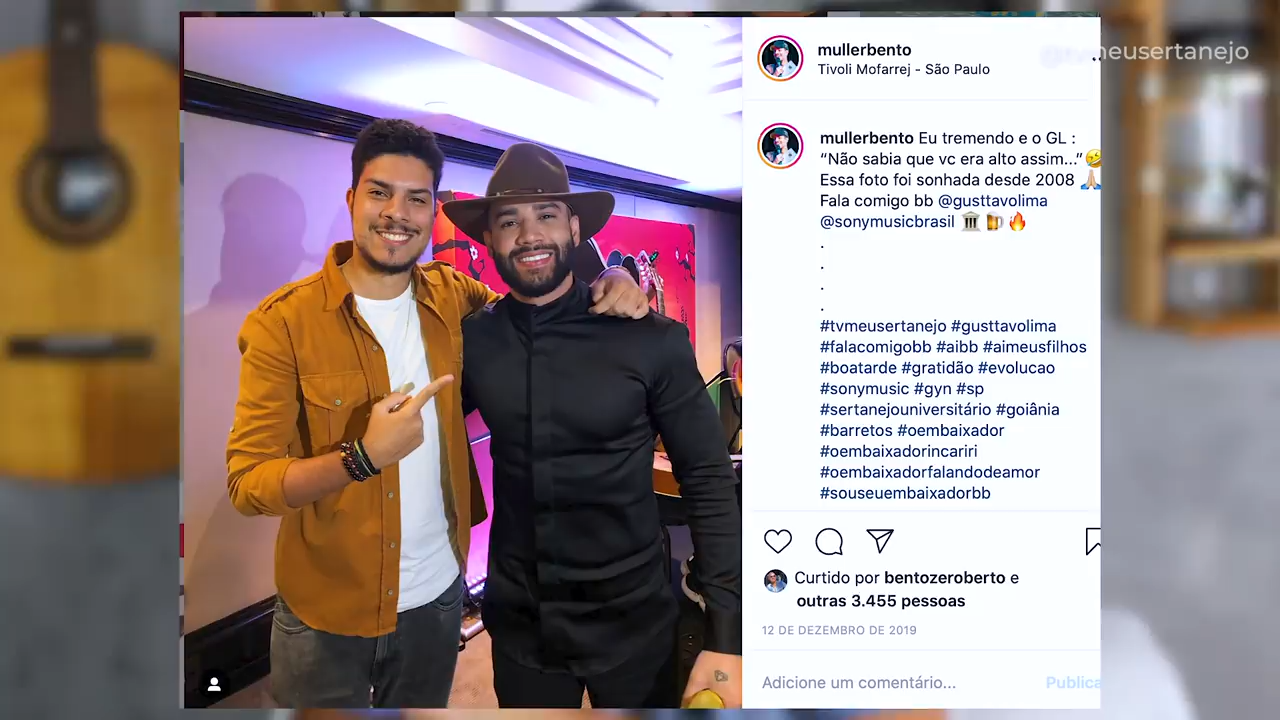 mullerbento
Tivoli Mofarrej - São Paulo
meusertanejo
mullerbento Eu tremendo e o GL :
“Não sabia que vc era alto assim...”🤣
Essa foto foi sonhada desde 2008 🙏🏻
Fala comigo bb @gusttavolima
@sonymusicbrasil 🏛️🍺🔥
.
.
.
.
#tvmeusertanejo #gusttavolima
#falacomigobb #aibb #aimeusfilhos
#boatarde #gratidão #evolucao
#sonymusic #gyn #sp
#sertanejouniversitário #goiânia
#barretos #oembaixador
#oembaixadorincariri
#oembaixadorfalandodeamor
#souseuembaixadorbb
Curtido por bentozeroberto e
outras 3.455 pessoas
12 DE DEZEMBRO DE 2019
Adicione um comentário... Publica